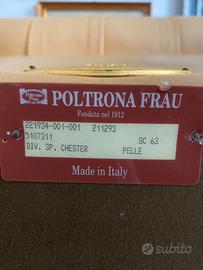 Poltrona
Frau
POLTRONA FRAU
Fondata nel 1912
221934-001-001 211293
5107311 SC 63
DIV. 3P. CHESTER PELLE
Made in Italy
subito